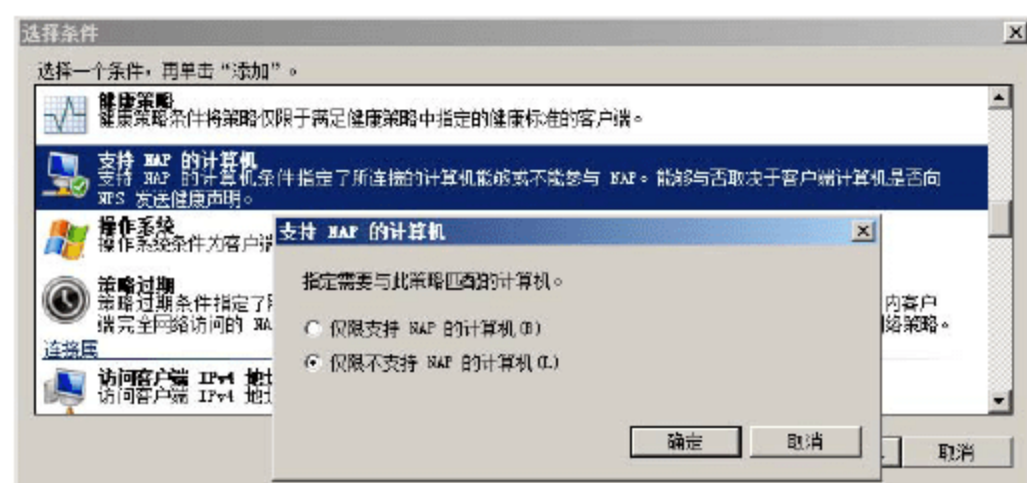 选择条件
选择一个条件，再单击“添加”。
健康策略
健康策略条件将策略仅限于满足健康策略中指定的健康标准的客户端。
支持 NAP 的计算机
支持 NAP 的计算机条件指定了所连接的计算机能够或不能参与 NAP。能够与否取决于客户端计算机是否向
NPS 发送健康声明。
操作系统
操作系统条件为客户端
策略过期
策略过期条件指定了
内客户
端完全网络访问的 NA
络策略。
连接属
访问客户端 IPv4 地
访问客户端 IPv4 地
支持 NAP 的计算机
指定需要与此策略匹配的计算机。
仅限支持 NAP 的计算机(B)
仅限不支持 NAP 的计算机(L)
确定
取消
取消